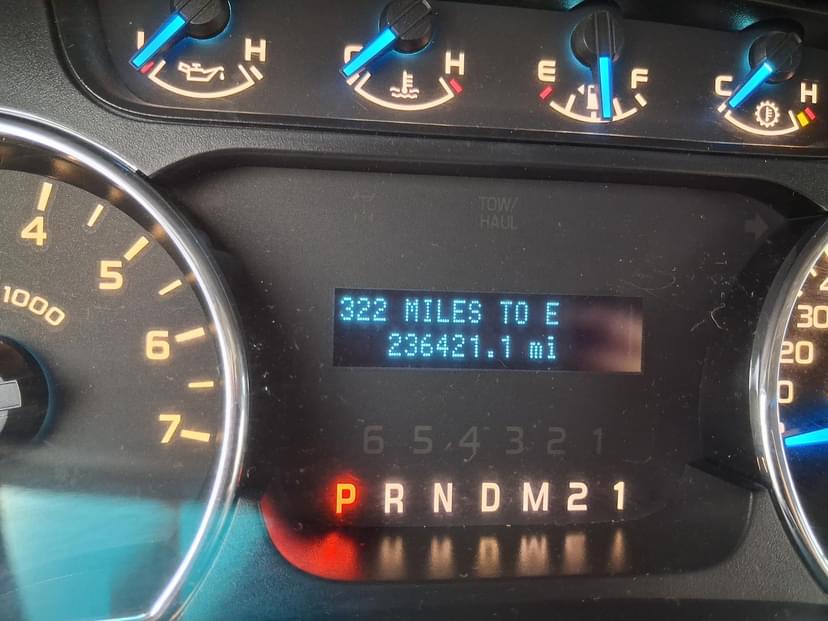 L H
C H
E F
C H
TOW/
HAUL
4
5
6
7
1000
322 MILES TO E
236421.1 mi
6 5 4 3 2 1
P R N D M 2 1
30
20